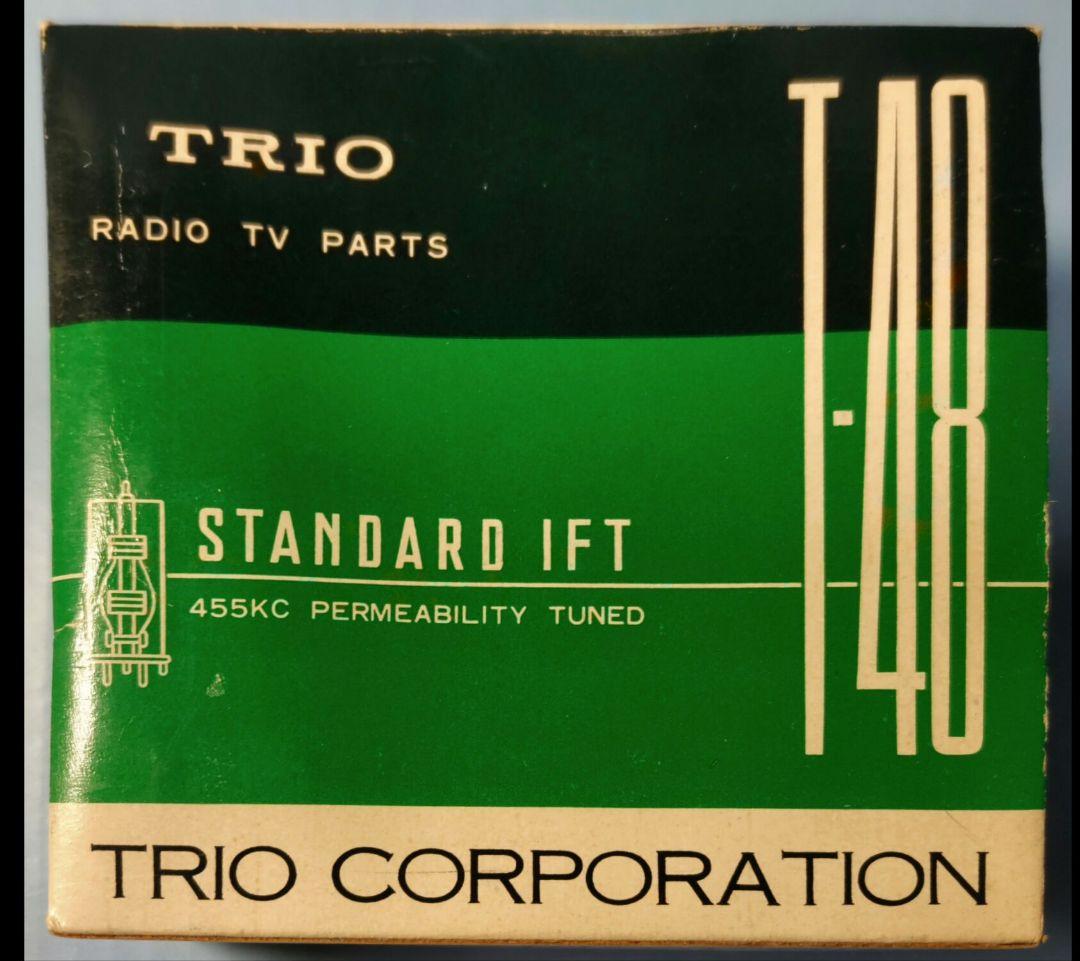 TRIO
RADIO TV PARTS
T-48
STANDARD IFT
455KC PERMEABILITY TUNED
TRIO CORPORATION